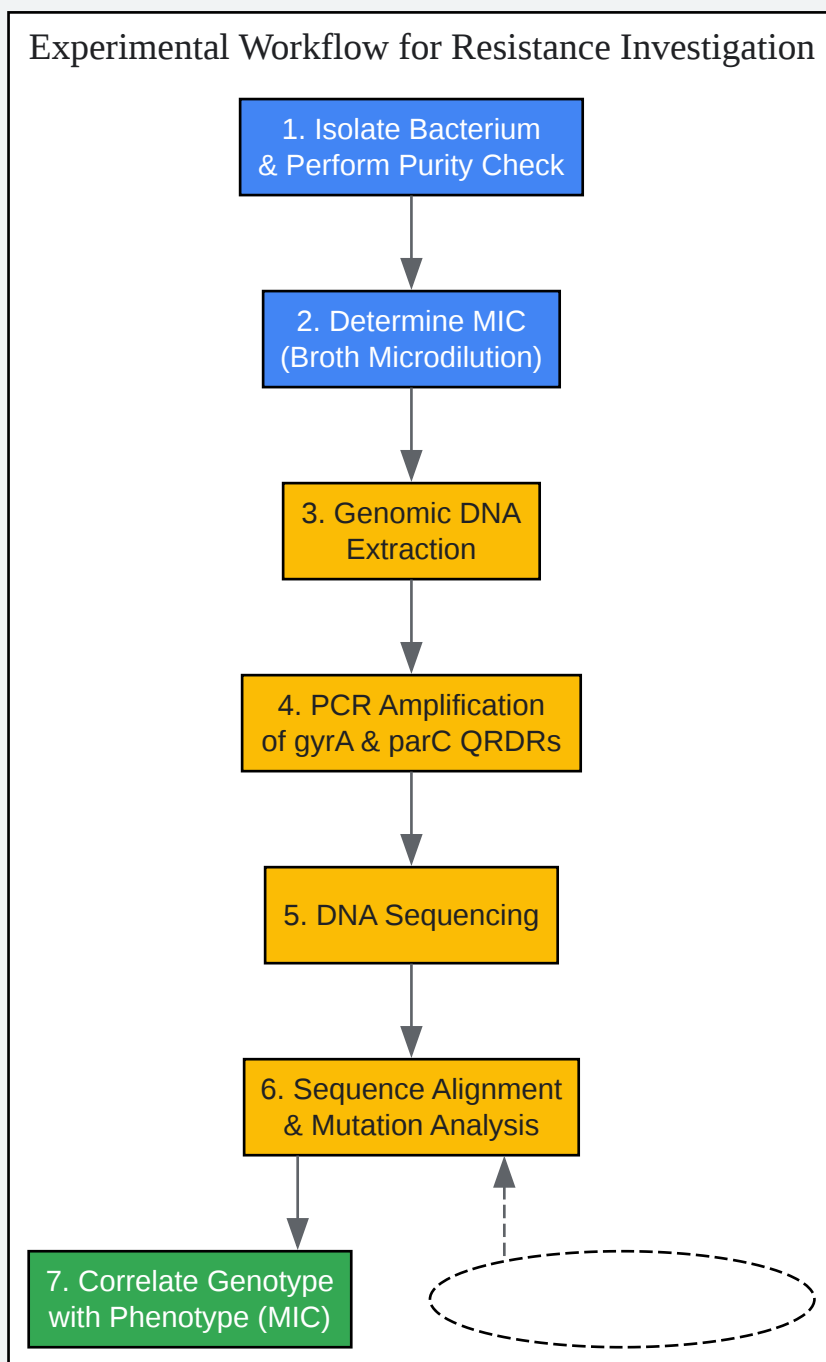 Experimental Workflow for Resistance Investigation
1. Isolate Bacterium
& Perform Purity Check
2. Determine MIC
(Broth Microdilution)
3. Genomic DNA
Extraction
4. PCR Amplification
of gyrA & parC QRDRs
5. DNA Sequencing
6. Sequence Alignment
& Mutation Analysis
7. Correlate Genotype
with Phenotype (MIC)